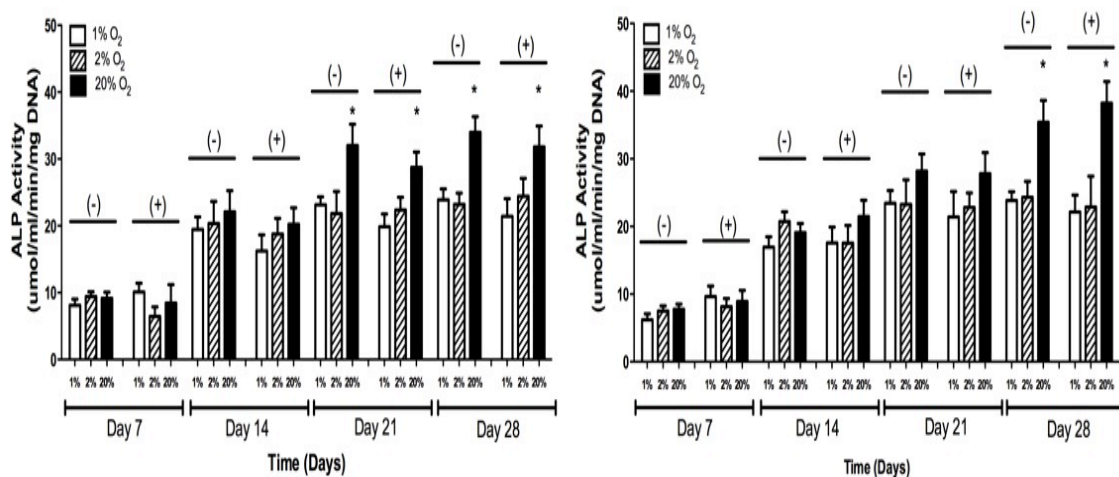 ALP Activity
(umol/ml/min/mg DNA)
50
40
30
20
10
0
1% O2
2% O2
20% O2
(-)
(+)
(-)
(+)
(-)
(+)
(-)
(+)
*
*
*
*
1% 2% 20% 1% 2% 20% 1% 2% 20% 1% 2% 20% 1% 2% 20% 1% 2% 20% 1% 2% 20% 1% 2% 20%
Day 7 Day 14 Day 21 Day 28
Time (Days)
ALP Activity
(umol/ml/min/mg DNA)
50
40
30
20
10
0
1% O2
2% O2
20% O2
(-)
(+)
(-)
(+)
(-)
(+)
(-)
(+)
*
*
1% 2% 20% 1% 2% 20% 1% 2% 20% 1% 2% 20% 1% 2% 20% 1% 2% 20% 1% 2% 20% 1% 2% 20%
Day 7 Day 14 Day 21 Day 28
Time (Days)